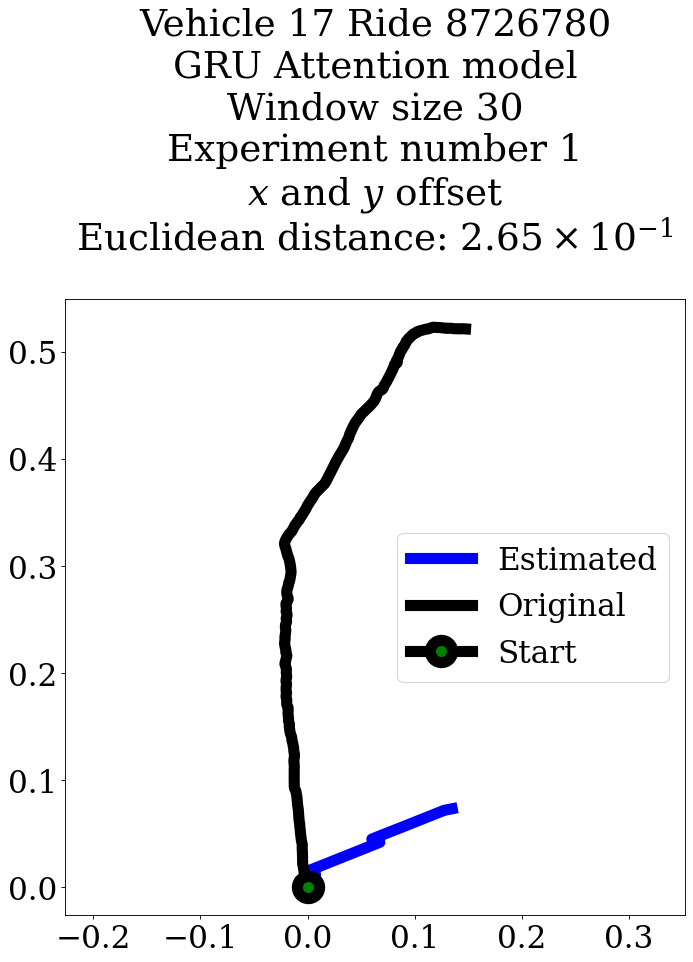 Vehicle 17 Ride 8726780
GRU Attention model
Window size 30
Experiment number 1
x and y offset
Euclidean distance: 2.65 × 10⁻¹
0.5
0.4
0.3
0.2
0.1
0.0
Estimated
Original
Start
−0.2 −0.1 0.0 0.1 0.2 0.3